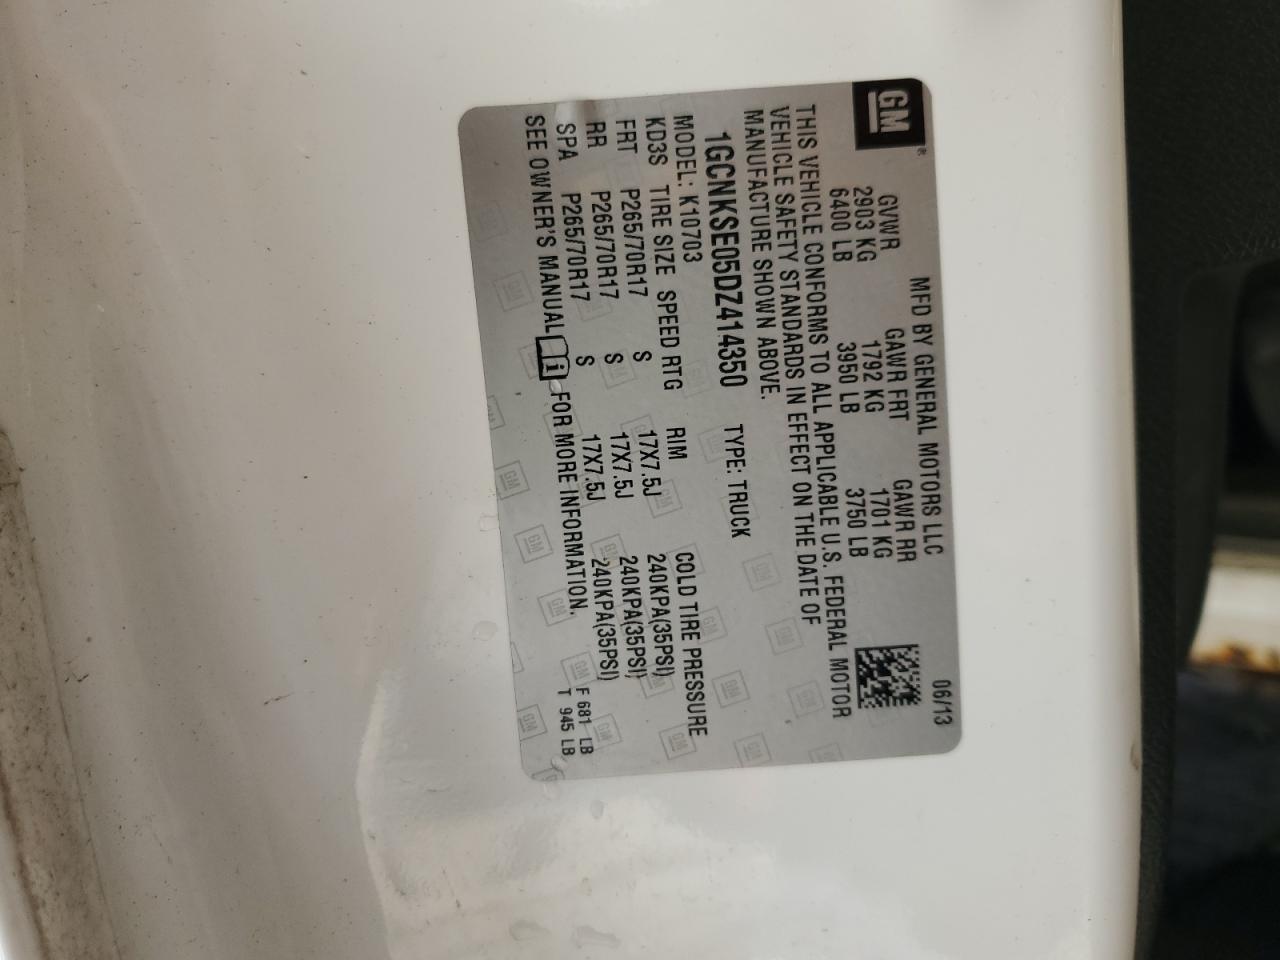 GM®
MFD BY GENERAL MOTORS LLC 06/13
GVWR GAWR FRT GAWR RR
2903 KG 1792 KG 1701 KG
6400 LB 3950 LB 3750 LB
THIS VEHICLE CONFORMS TO ALL APPLICABLE U.S. FEDERAL MOTOR
VEHICLE SAFETY STANDARDS IN EFFECT ON THE DATE OF
MANUFACTURE SHOWN ABOVE.
1GCNKSE05DZ414350 TYPE: TRUCK
MODEL: K10703
KD3S TIRE SIZE SPEED RTG RIM COLD TIRE PRESSURE
FRT P265/70R17 S 17X7.5J 240KPA(35PSI)
RR P265/70R17 S 17X7.5J 240KPA(35PSI)
SPA P265/70R17 S 17X7.5J 240KPA(35PSI)
SEE OWNER'S MANUAL i FOR MORE INFORMATION.
F 681 LB
T 945 LB